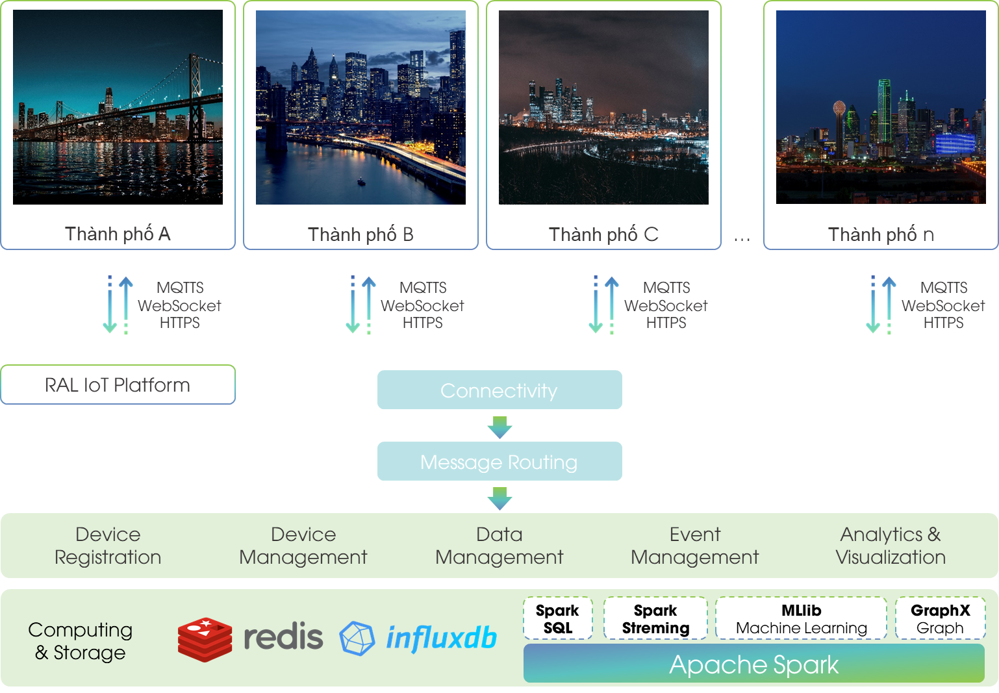 Thành phố A
Thành phố B
Thành phố C
...
Thành phố n
MQTTS
WebSocket
HTTPS
MQTTS
WebSocket
HTTPS
MQTTS
WebSocket
HTTPS
MQTTS
WebSocket
HTTPS
RAL IoT Platform
Connectivity
Message Routing
Device
Registration
Device
Management
Data
Management
Event
Management
Analytics &
Visualization
Computing
& Storage
redis
influxdb
Spark
SQL
Spark
Streming
MLlib
Machine Learning
GraphX
Graph
Apache Spark